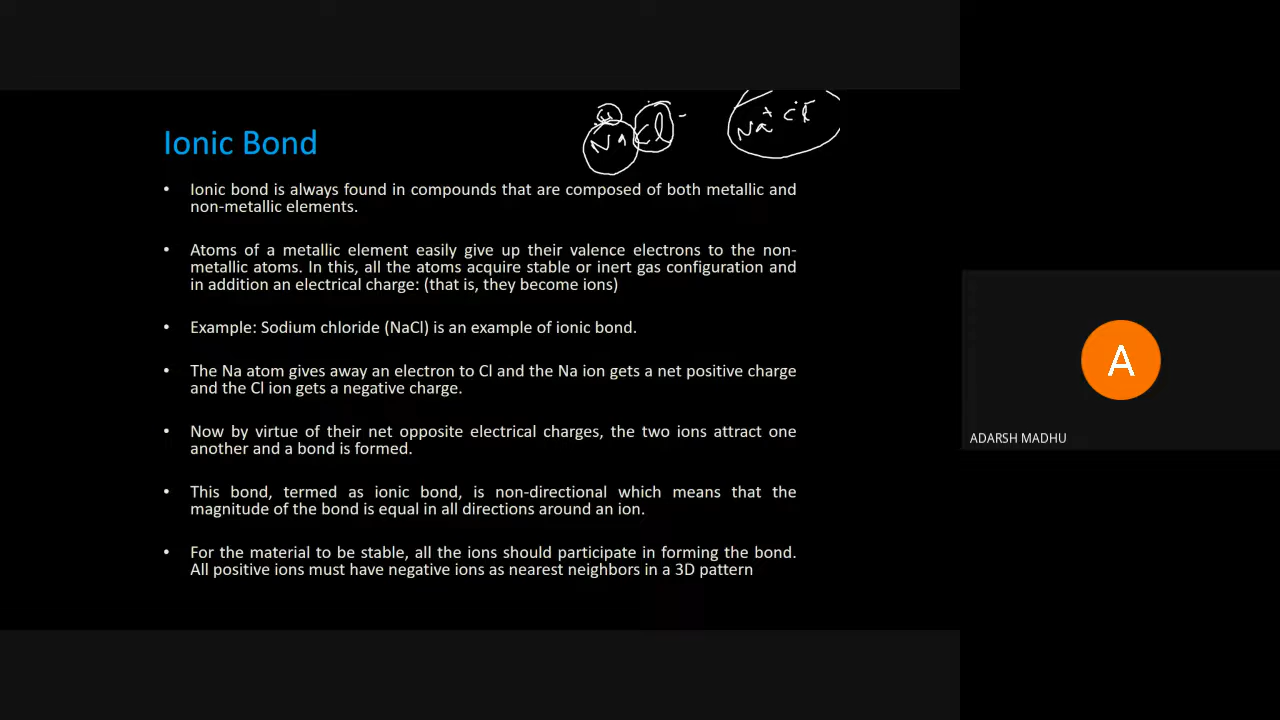 Na Cl -
Na+ Cl-
Ionic Bond
• Ionic bond is always found in compounds that are composed of both metallic and
non-metallic elements.
• Atoms of a metallic element easily give up their valence electrons to the non-
metallic atoms. In this, all the atoms acquire stable or inert gas configuration and
in addition an electrical charge: (that is, they become ions)
• Example: Sodium chloride (NaCl) is an example of ionic bond.
• The Na atom gives away an electron to Cl and the Na ion gets a net positive charge
and the Cl ion gets a negative charge.
• Now by virtue of their net opposite electrical charges, the two ions attract one
another and a bond is formed.
• This bond, termed as ionic bond, is non-directional which means that the
magnitude of the bond is equal in all directions around an ion.
• For the material to be stable, all the ions should participate in forming the bond.
All positive ions must have negative ions as nearest neighbors in a 3D pattern
A
ADARSH MADHU